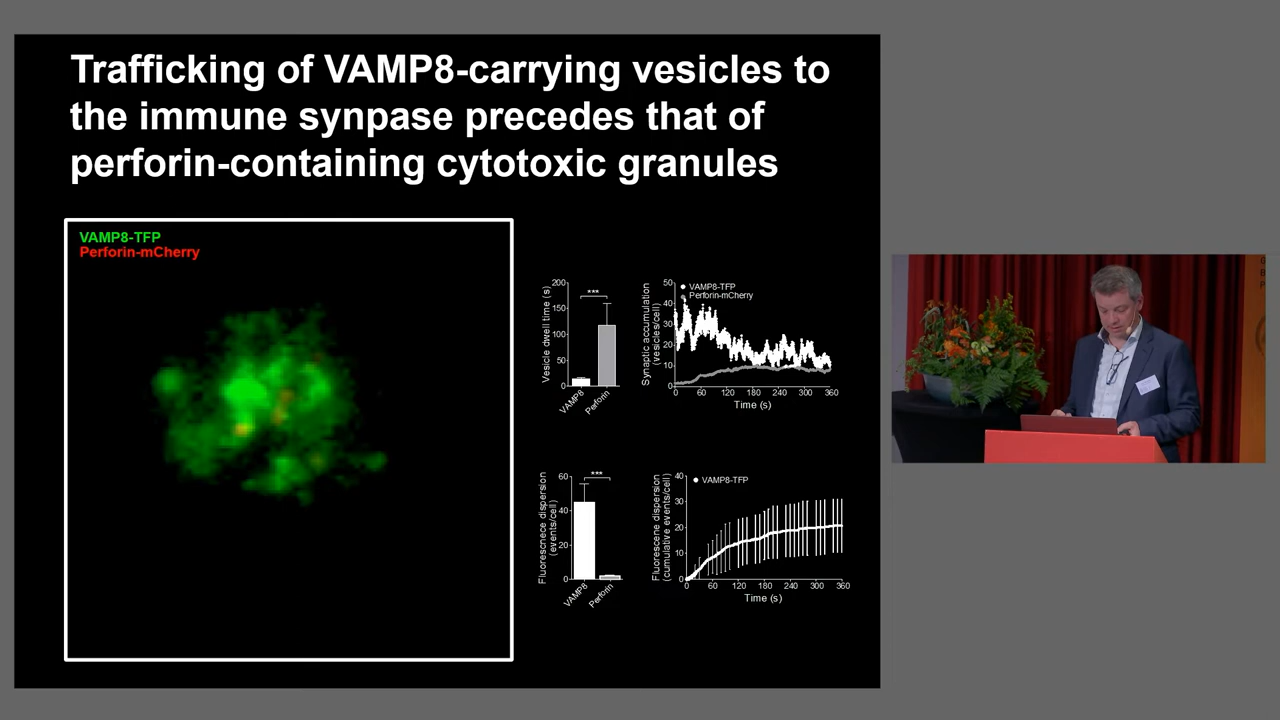 Trafficking of VAMP8-carrying vesicles to
the immune synpase precedes that of
perforin-containing cytotoxic granules
VAMP8-TFP
Perforin-mCherry
Vesicle dwell time (s)
200
150
100
50
0
***
VAMP8
Perforin
Synaptic accumulation
(vesicles/cell)
50
40
30
20
10
0
VAMP8-TFP
Perforin-mCherry
0 60 120 180 240 300 360
Time (s)
Fluorescnece dispersion
(events/cell)
60
40
20
0
***
VAMP8
Perforin
Fluorescene dispersion
(cumulative events/cell)
40
30
20
10
0
VAMP8-TFP
0 60 120 180 240 300 360
Time (s)